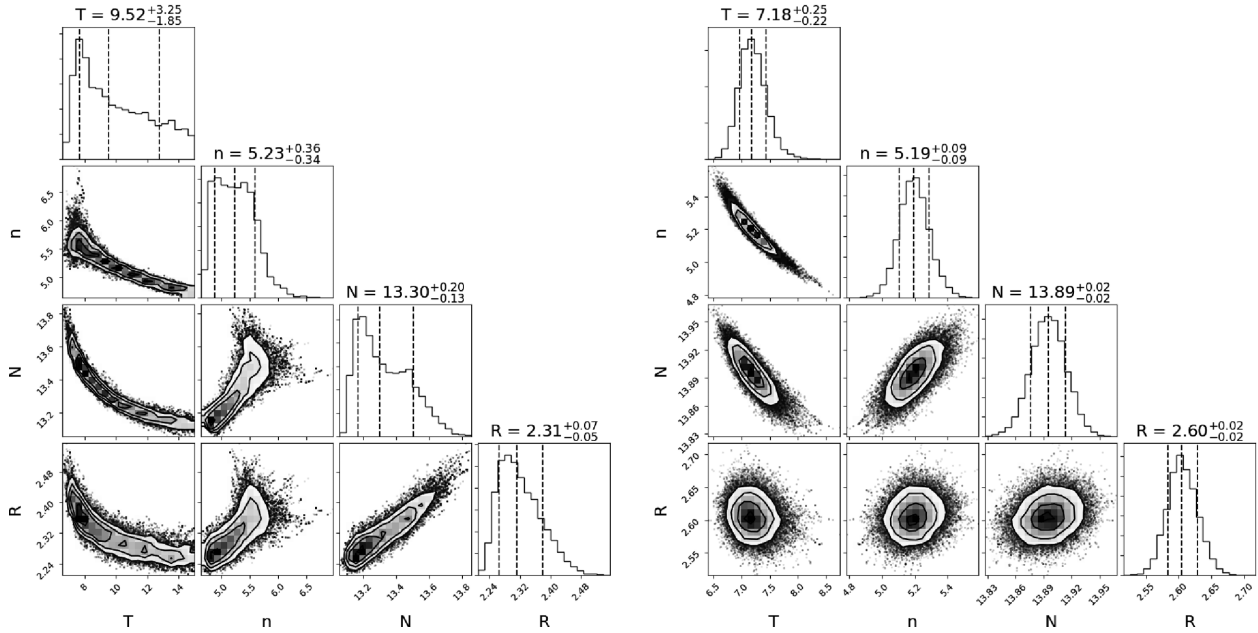 T = 9.52 +3.25 −1.85
n = 5.23 +0.36 −0.34
N = 13.30 +0.20 −0.13
R = 2.31 +0.07 −0.05
n
6.5
6.0
5.5
5.0
N
13.8
13.6
13.4
13.2
R
2.48
2.40
2.32
2.24
8 10 12 14
5.0 5.5 6.0 6.5
13.2 13.4 13.6 13.8
2.24 2.32 2.40 2.48
T n N R
T = 7.18 +0.25 −0.22
n = 5.19 +0.09 −0.09
N = 13.89 +0.02 −0.02
R = 2.60 +0.02 −0.02
n
5.4
5.2
5.0
4.8
N
13.95
13.92
13.89
13.86
13.83
R
2.70
2.65
2.60
2.55
6.5 7.0 7.5 8.0 8.5
4.8 5.0 5.2 5.4
13.83 13.86 13.89 13.92 13.95
2.55 2.60 2.65 2.70
T n N R